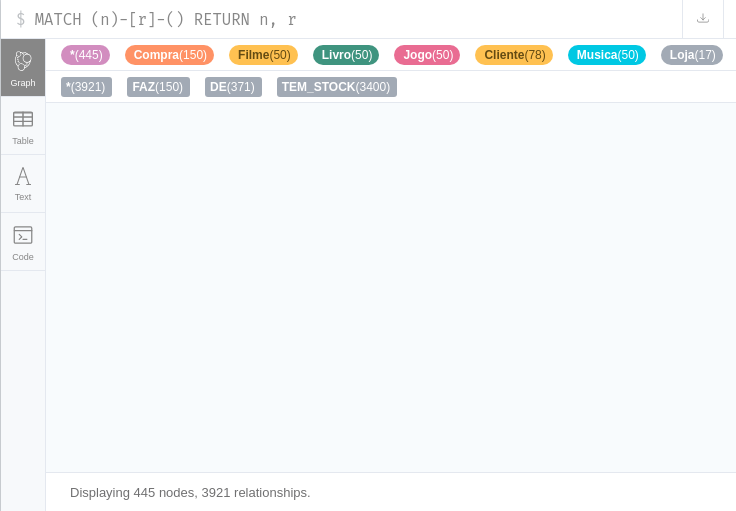 $ MATCH (n)-[r]-() RETURN n, r
*(445) Compra(150) Filme(50) Livro(50) Jogo(50) Cliente(78) Musica(50) Loja(17)
Graph
*(3921) FAZ(150) DE(371) TEM_STOCK(3400)
Table
A
Text
Code
Displaying 445 nodes, 3921 relationships.